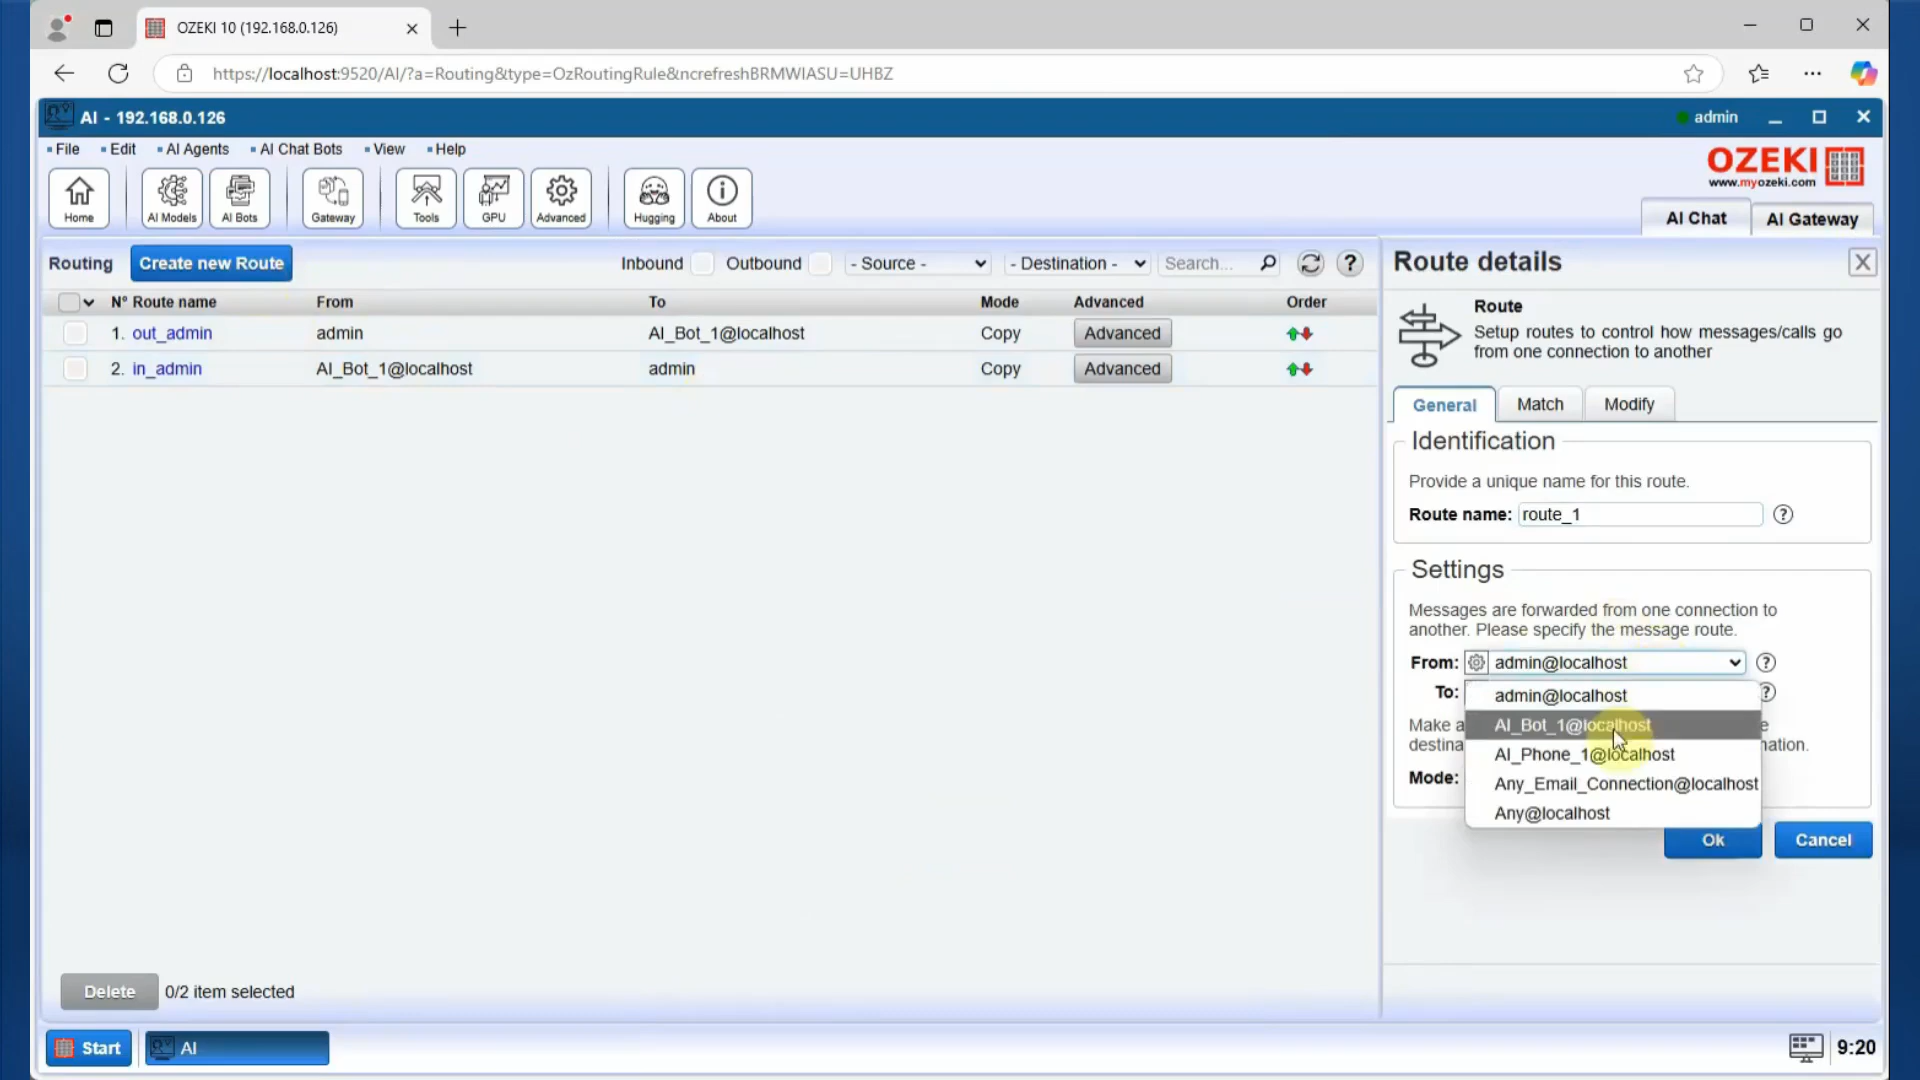 OZEKI 10 (192.168.0.126)
https://localhost:9520/AI/?a=Routing&type=OzRoutingRule&ncrefreshBRMWIASU=UHBZ
AI - 192.168.0.126
admin
File Edit AI Agents AI Chat Bots View Help
OZEKI
www.myozeki.com
Home AI Models AI Bots Gateway Tools GPU Advanced Hugging About
AI Chat AI Gateway
Routing Create new Route Inbound Outbound - Source - - Destination - Search... ?
N° Route name From To Mode Advanced Order
1. out_admin admin AI_Bot_1@localhost Copy Advanced
2. in_admin AI_Bot_1@localhost admin Copy Advanced
Delete 0/2 item selected
Route details
Route
Setup routes to control how messages/calls go
from one connection to another
General Match Modify
Identification
Provide a unique name for this route.
Route name: route_1 ?
Settings
Messages are forwarded from one connection to
another. Please specify the message route.
From: admin@localhost ?
To: ?
admin@localhost
AI_Bot_1@localhost
AI_Phone_1@localhost
Any_Email_Connection@localhost
Any@localhost
Make a
destina nation.
Mode:
Ok Cancel
Start AI 9:20